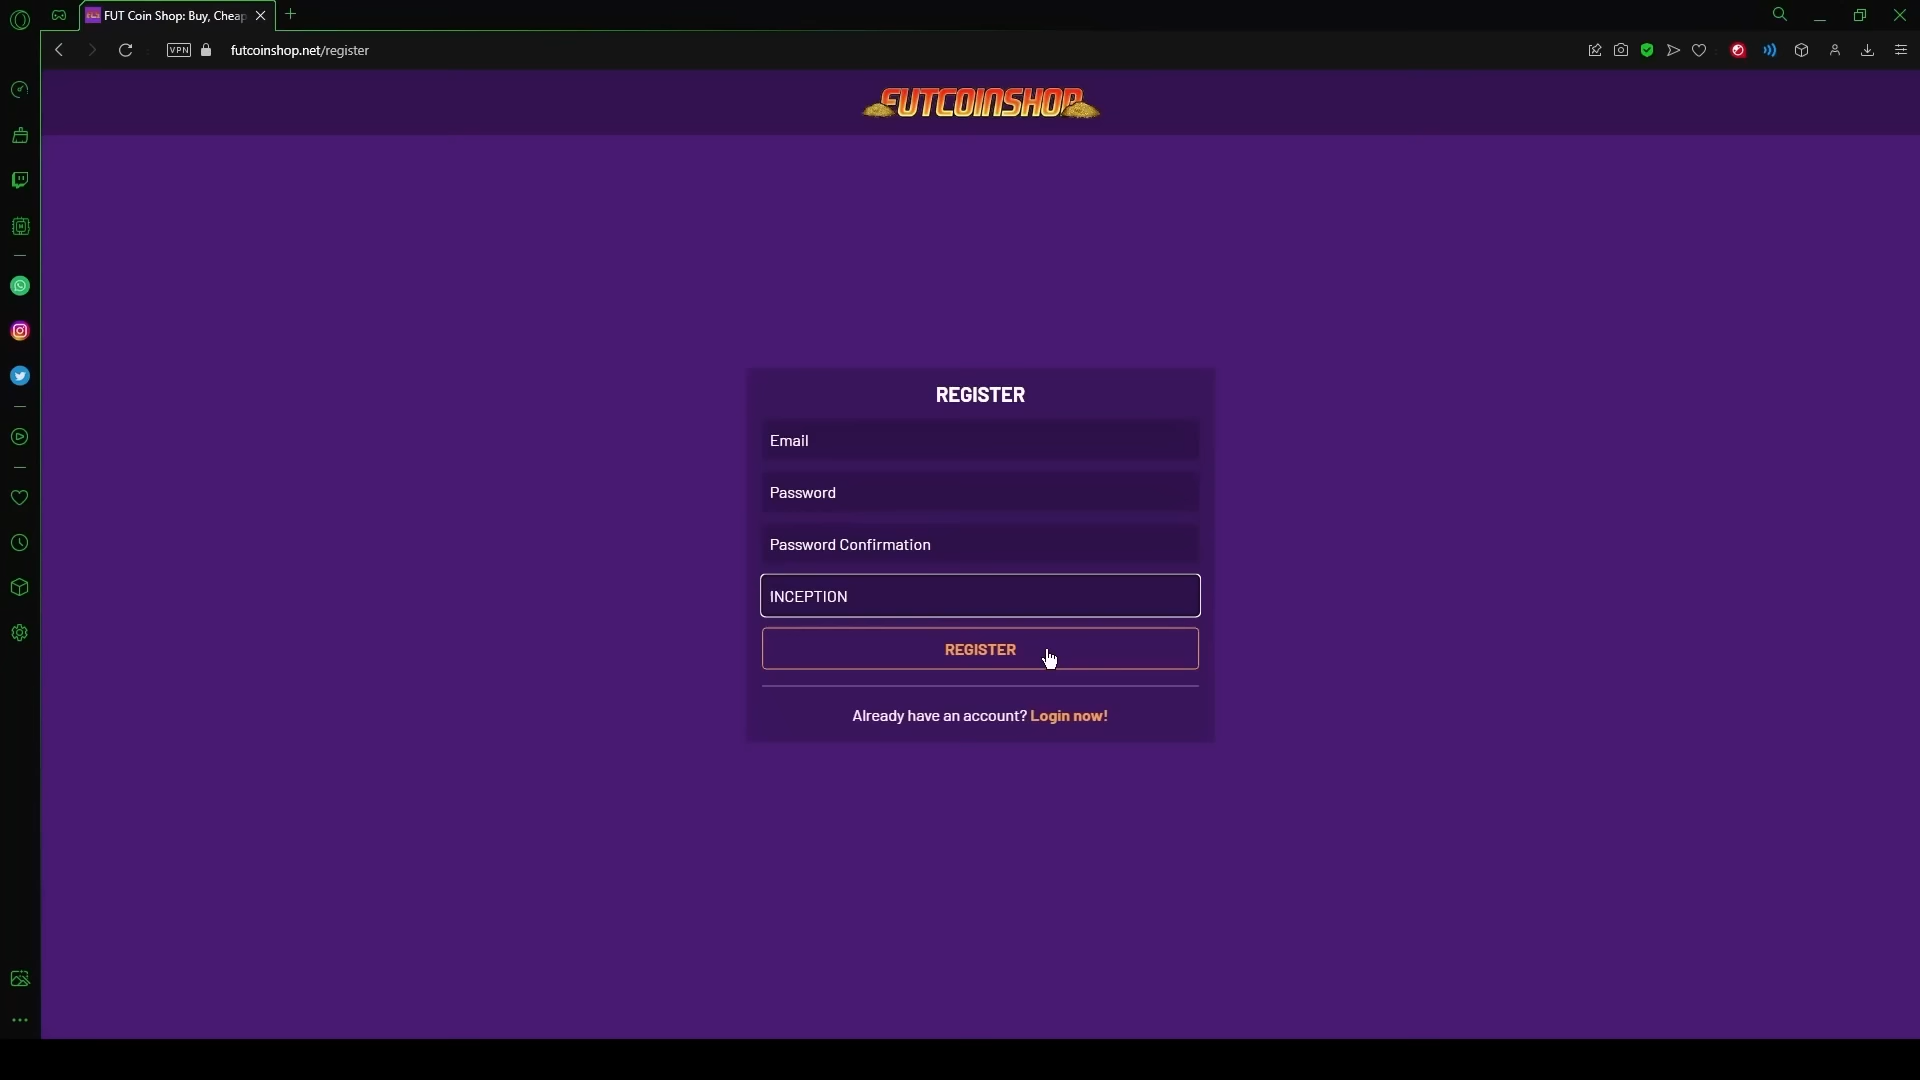 FUT Coin Shop: Buy, Cheap
VPN
futcoinshop.net/register
FUTCOINSHOP
REGISTER
Email
Password
Password Confirmation
INCEPTION
REGISTER
Already have an account? Login now!